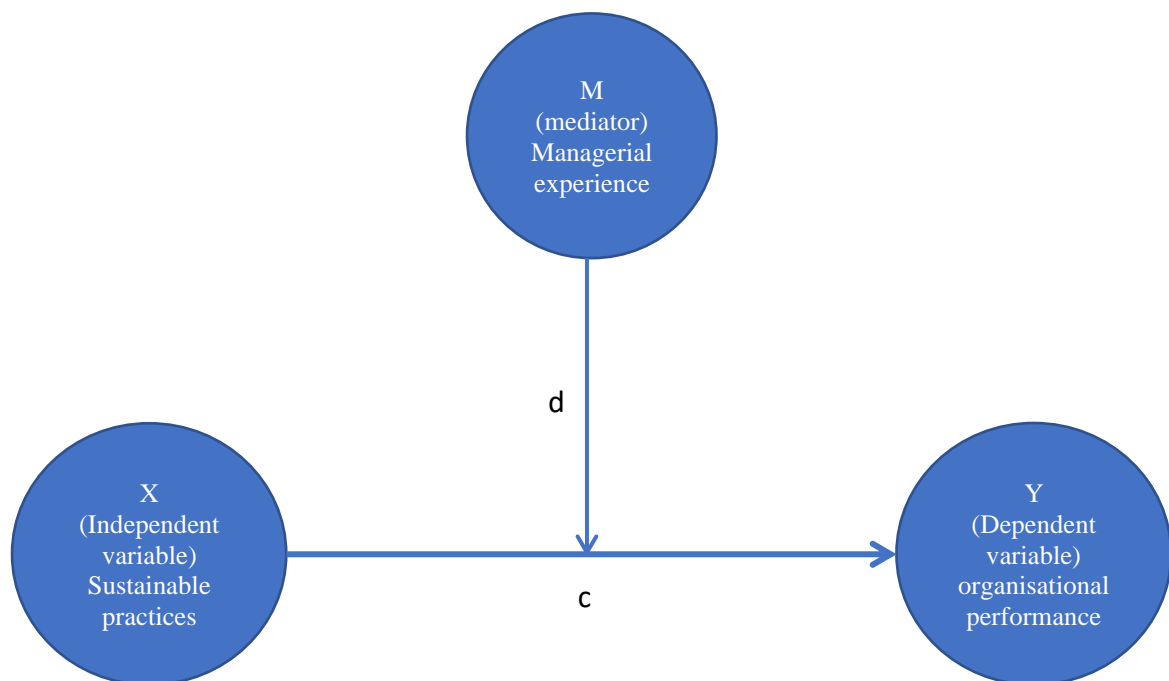 M
(mediator)
Managerial
experience
d
X
(Independent
variable)
Sustainable
practices
c
Y
(Dependent
variable)
organisational
performance